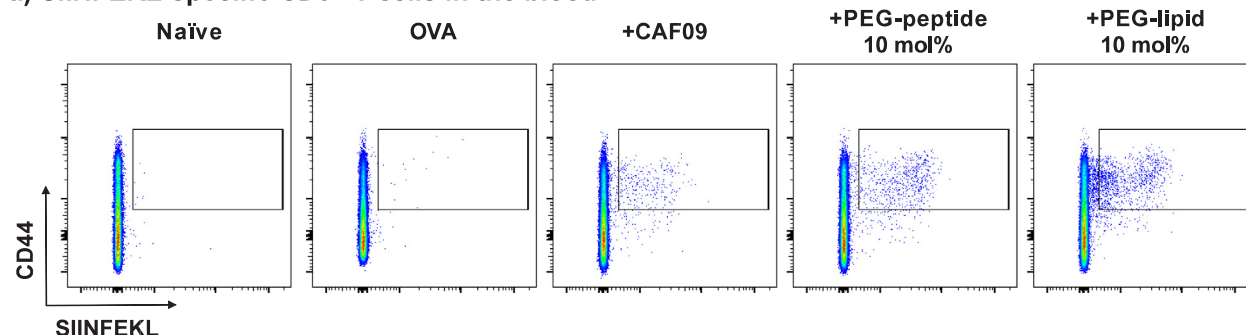 Naïve OVA +CAF09 +PEG-peptide +PEG-lipid
10 mol% 10 mol%
CD44
SIINFEKL